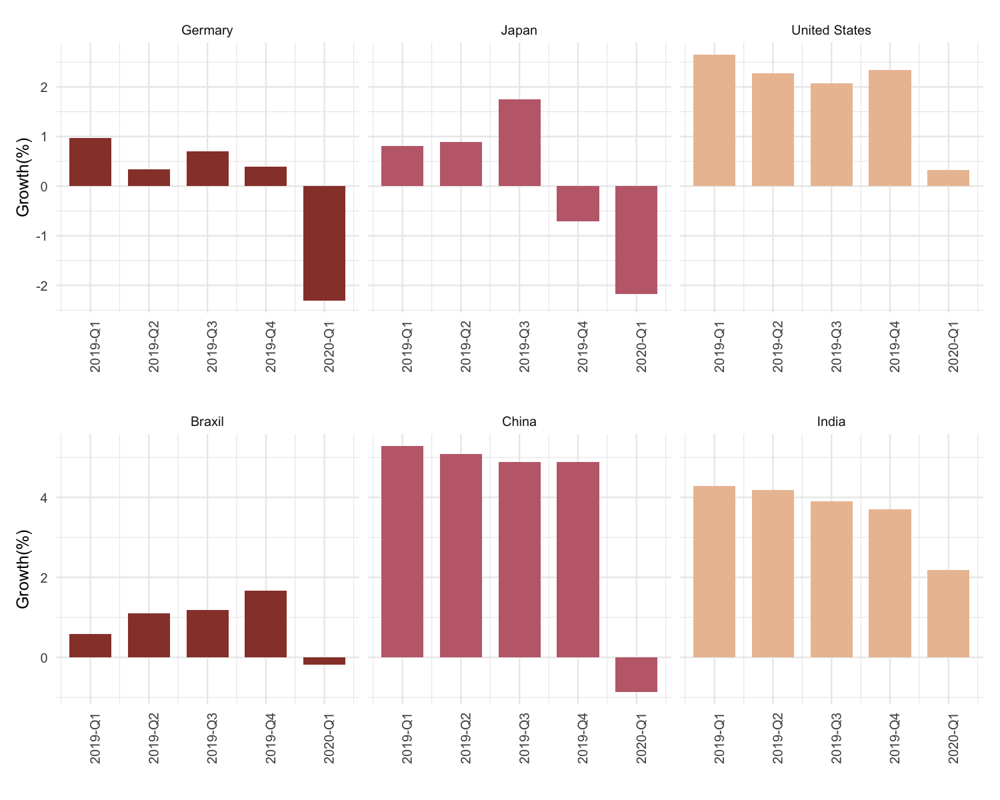 Germany
Japan
United States
Growth(%)
2
1
0
-1
-2
2019-Q1
2019-Q2
2019-Q3
2019-Q4
2020-Q1
2019-Q1
2019-Q2
2019-Q3
2019-Q4
2020-Q1
2019-Q1
2019-Q2
2019-Q3
2019-Q4
2020-Q1
Braxil
China
India
Growth(%)
4
2
0
2019-Q1
2019-Q2
2019-Q3
2019-Q4
2020-Q1
2019-Q1
2019-Q2
2019-Q3
2019-Q4
2020-Q1
2019-Q1
2019-Q2
2019-Q3
2019-Q4
2020-Q1